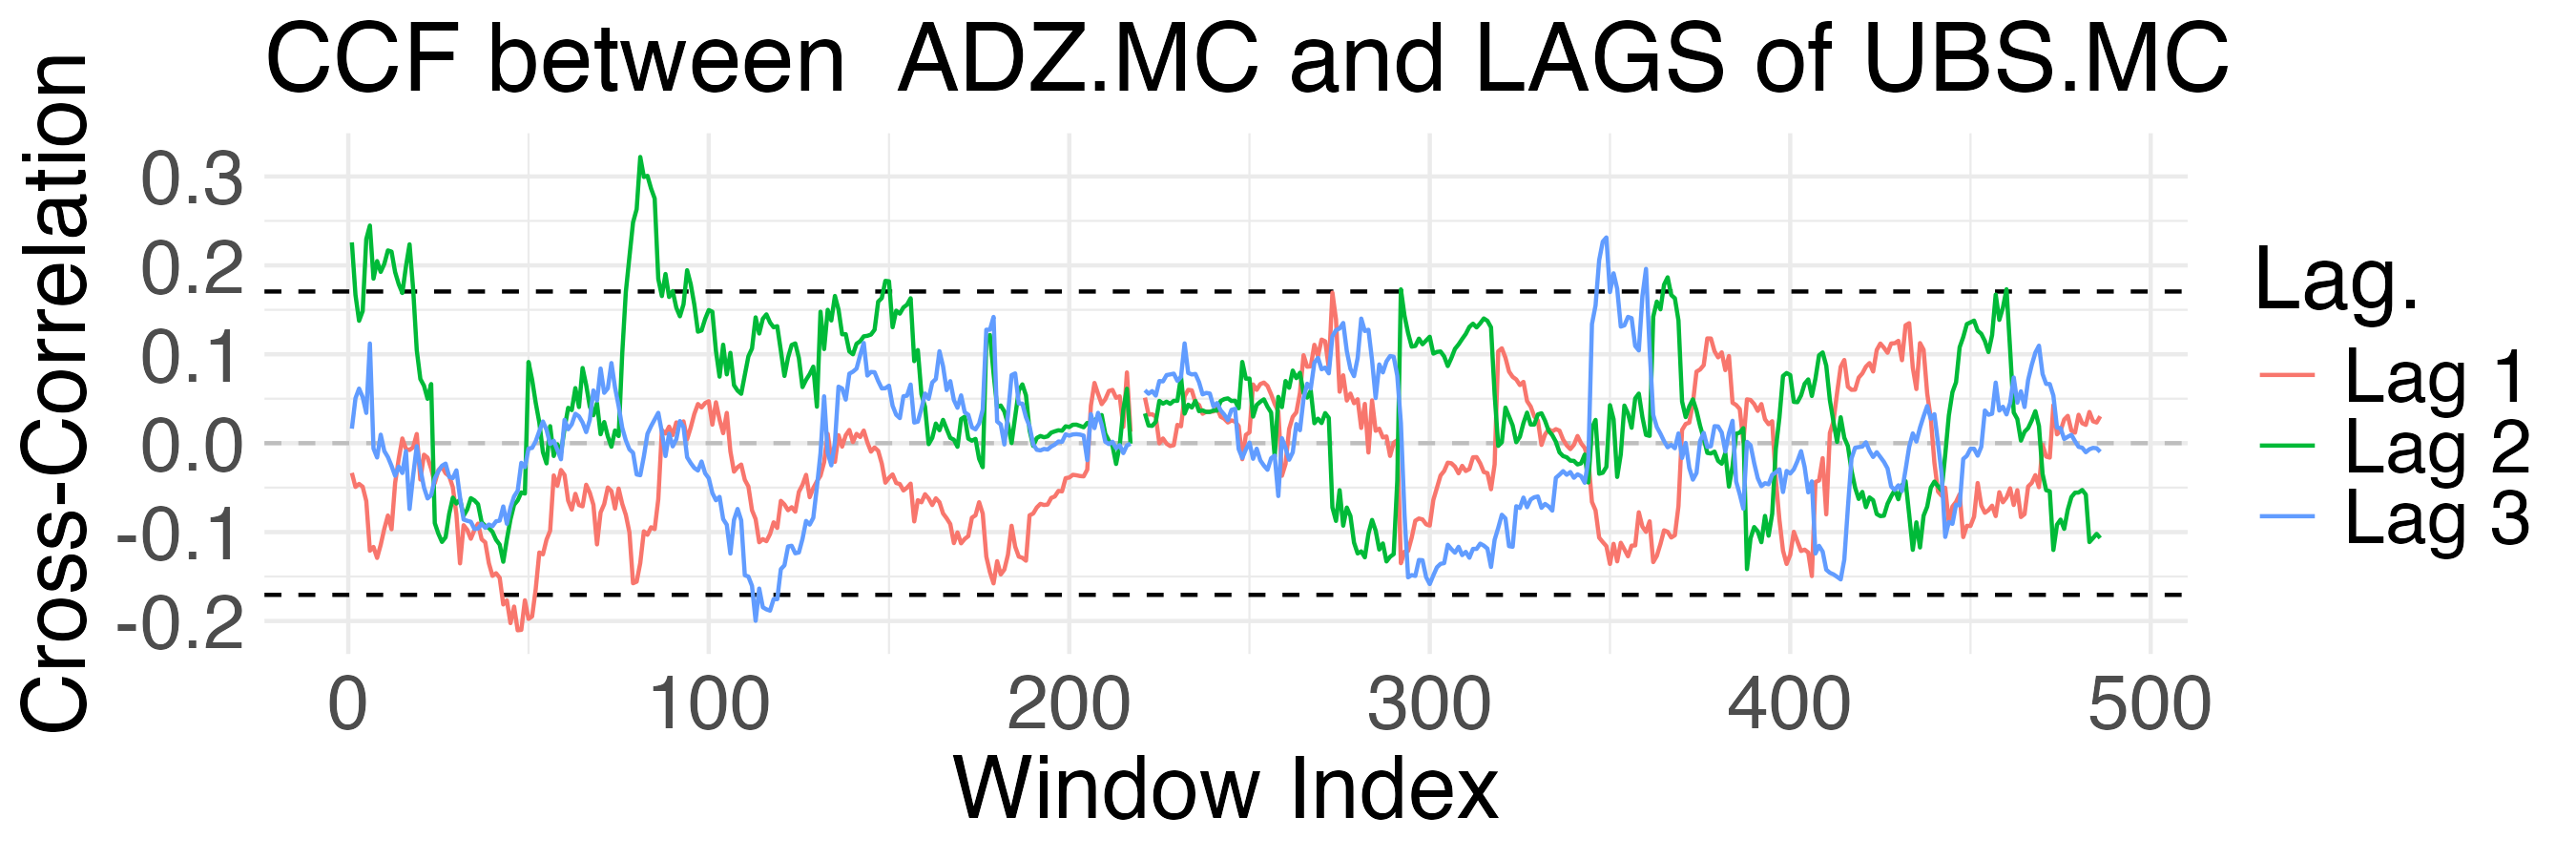 CCF between  ADZ.MC and LAGS of UBS.MC
Cross-Correlation
0.3
0.2
0.1
0.0
-0.1
-0.2
0 100 200 300 400 500
Window Index
Lag.
Lag 1
Lag 2
Lag 3